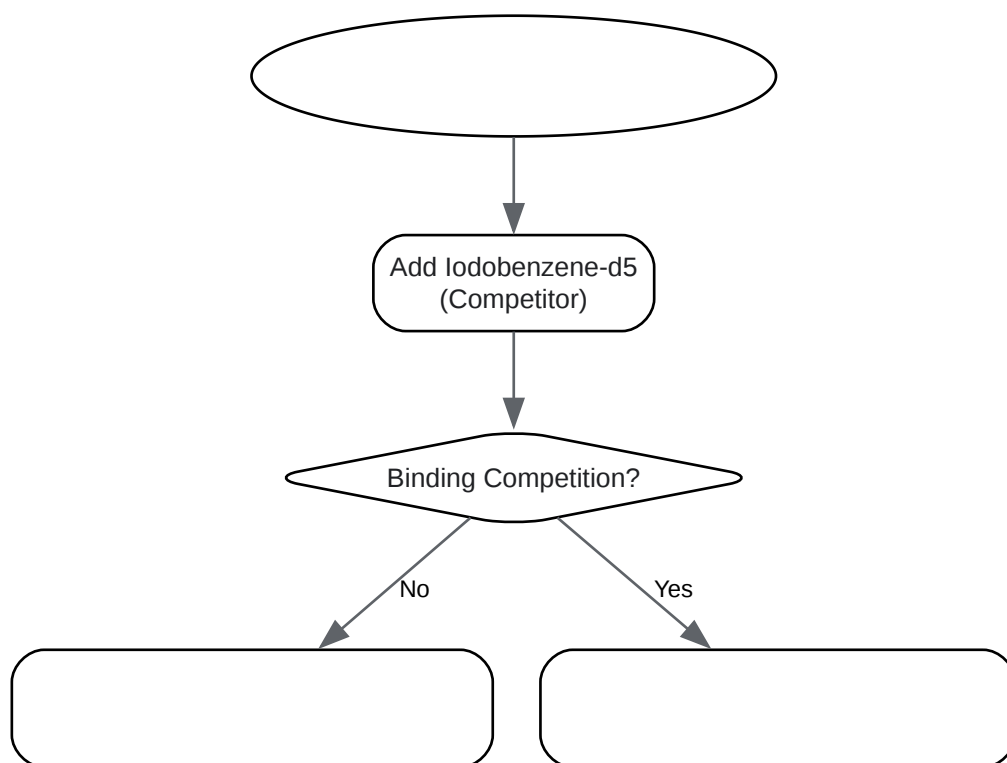 Add Iodobenzene-d5
(Competitor)
Binding Competition?
No
Yes